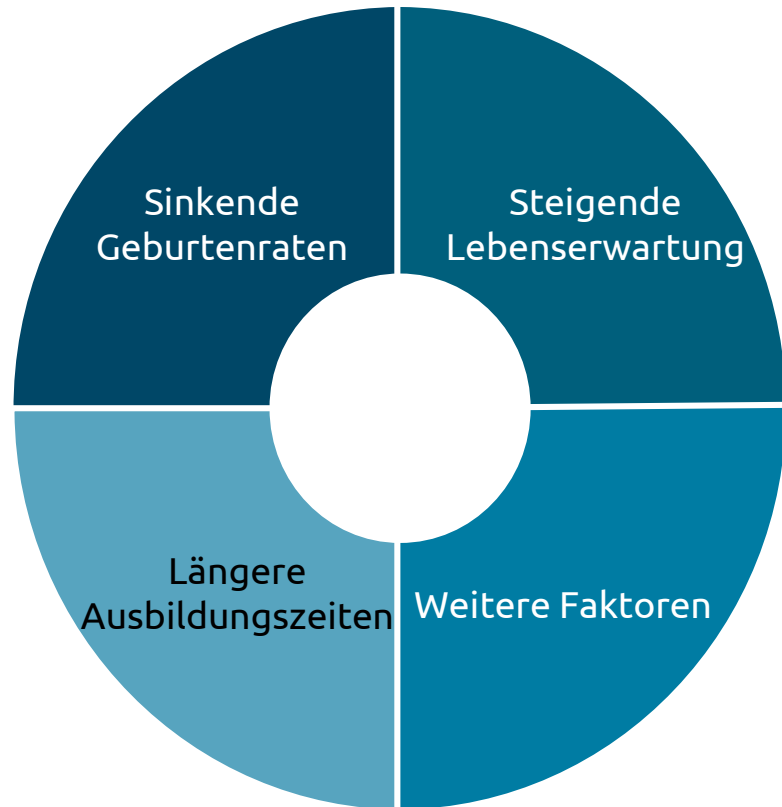 Sinkende
Geburtenraten
Steigende
Lebenserwartung
Längere
Ausbildungszeiten
Weitere Faktoren